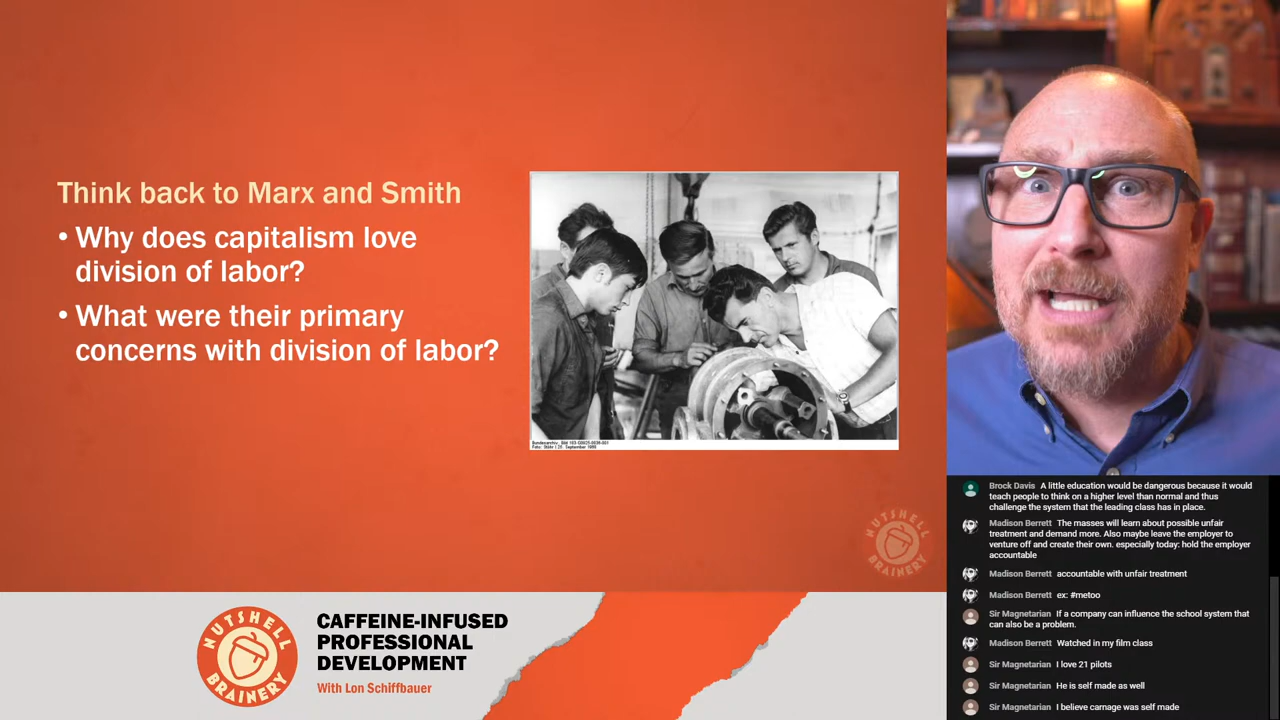 Think back to Marx and Smith
• Why does capitalism love
division of labor?
• What were their primary
concerns with division of labor?
NUTSHELL
BRAINERY
NUTSHELL
BRAINERY
CAFFEINE-INFUSED
PROFESSIONAL
DEVELOPMENT
With Lon Schiffbauer
Brock Davis A little education would be dangerous because it would
teach people to think on a higher level than normal and thus
challenge the system that the leading class has in place.
Madison Berrett The masses will learn about possible unfair
treatment and demand more. Also maybe leave the employer to
venture off and create their own. especially today: hold the employer
accountable
Madison Berrett accountable with unfair treatment
Madison Berrett ex: #metoo
Sir Magnetarian If a company can influence the school system that
can also be a problem.
Madison Berrett Watched in my film class
Sir Magnetarian I love 21 pilots
Sir Magnetarian He is self made as well
Sir Magnetarian I believe carnage was self made